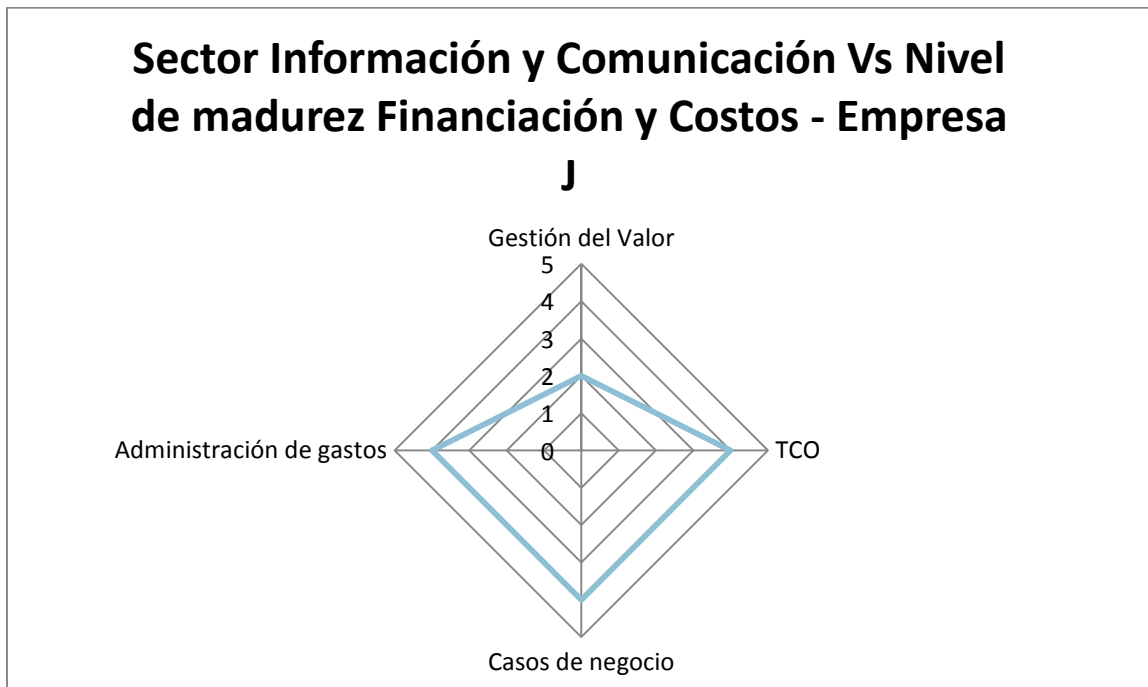 Sector Información y Comunicación Vs Nivel
de madurez Financiación y Costos - Empresa
J
Gestión del Valor
5
4
3
2
1
0
Administración de gastos
TCO
Casos de negocio